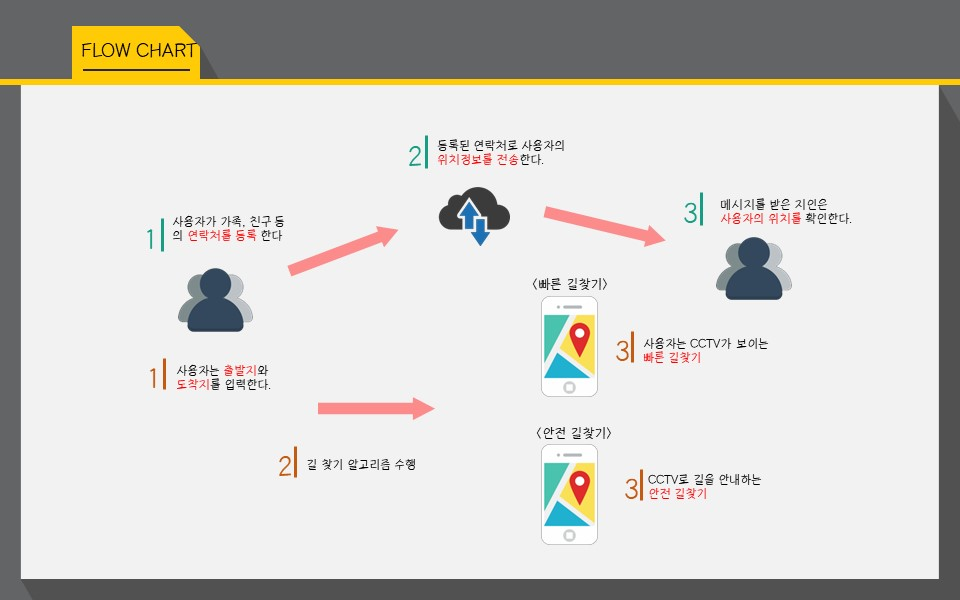 FLOW CHART
2
등록된 연락처로 사용자의
위치정보를 전송한다.
1
사용자가 가족, 친구 등
의 연락처를 등록 한다
3
메시지를 받은 지인은
사용자의 위치를 확인한다.
<빠른 길찾기>
3
사용자는 CCTV가 보이는
빠른 길찾기
1
사용자는 출발지와
도착지를 입력한다.
2
길 찾기 알고리즘 수행
<안전 길찾기>
3
CCTV로 길을 안내하는
안전 길찾기